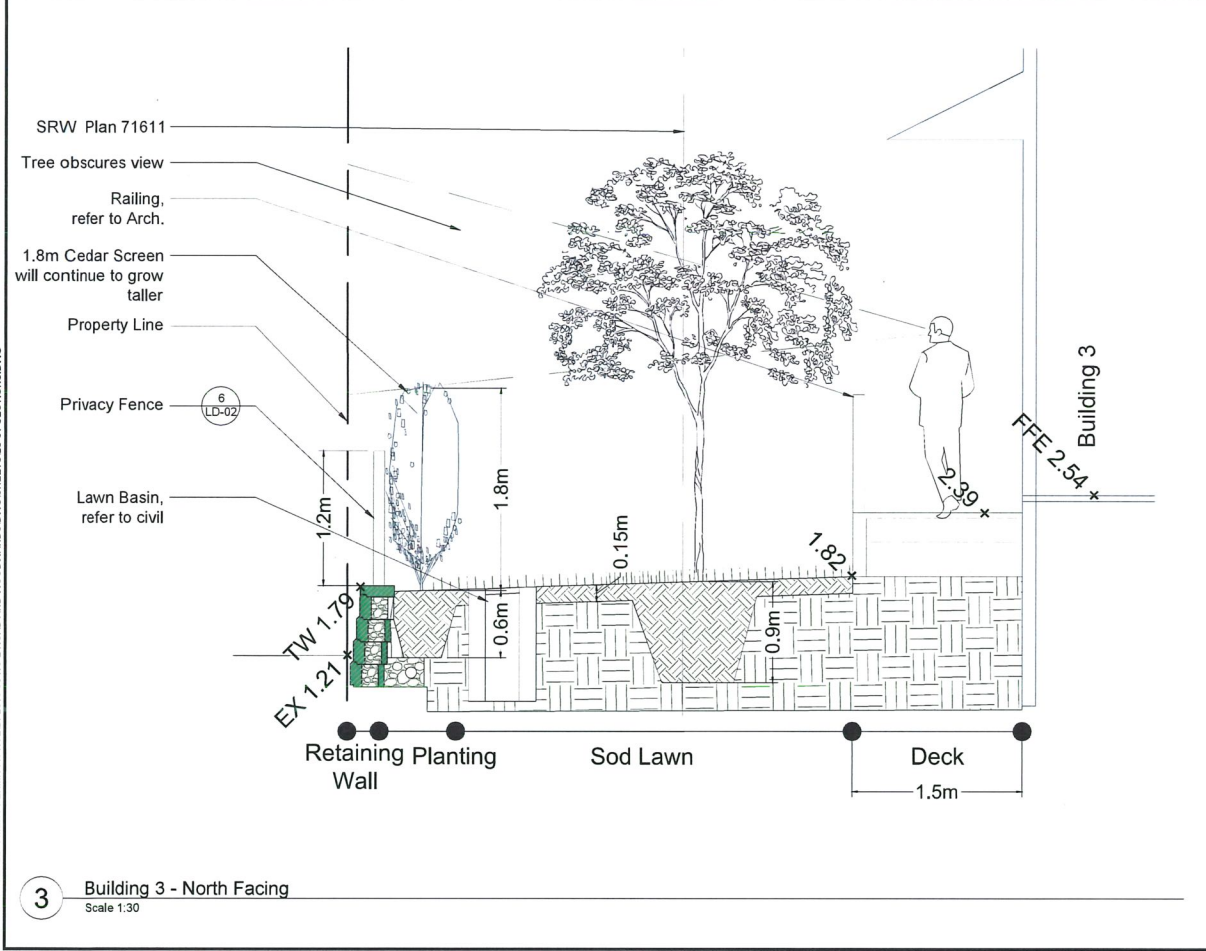 SRW Plan 71611
Tree obscures view
Railing,
refer to Arch.
1.8m Cedar Screen
will continue to grow
taller
Property Line
Privacy Fence
6
LD-02
Lawn Basin,
refer to civil
1.2m
1.8m
0.15m
0.6m
0.9m
TW 1.79
EX 1.21
1.82
2.39
FFE 2.54
Building 3
Retaining
Wall
Planting
Sod Lawn
Deck
1.5m
3
Building 3 - North Facing
Scale 1:30